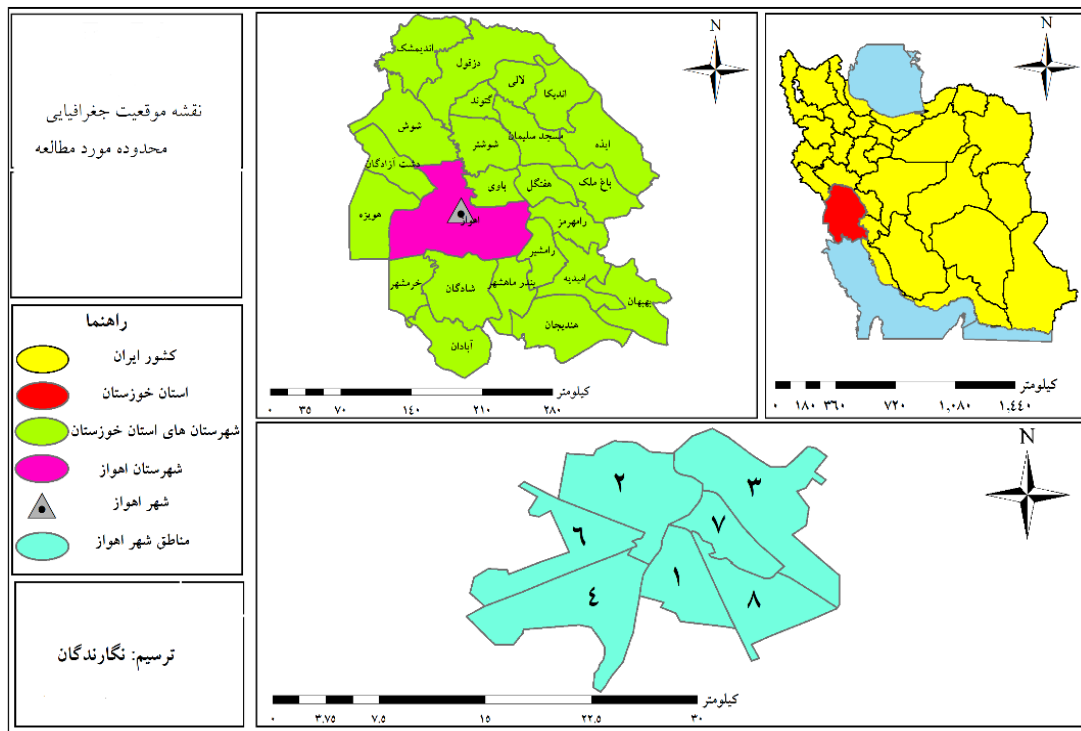 نقشه موقعیت جغرافیایی
محدوده مورد مطالعه
راهنما
کشور ایران
استان خوزستان
شهرستان های استان خوزستان
شهرستان اهواز
شهر اهواز
مناطق شهر اهواز
ترسیم: نگارندگان
N
اندیمشک
دزفول
لالی
اندیکا
گتوند
شوش
مسجد سلیمان
ایذه
شوشتر
دشت آزادگان
باغ ملک
هفتگل
باوی
هویزه
اهواز
رامهرمز
رامشیر
امیدیه
بندر ماهشهر
خرمشهر
شادگان
بهبهان
هندیجان
آبادان
کیلومتر
۰ ۳۵ ۷۰ ۱۴۰ ۲۱۰ ۲۸۰
N
کیلومتر
۰ ۱۸۰ ۳۶۰ ۷۲۰ ۱,۰۸۰ ۱,۴۴۰
N
۲
۳
۷
۶
۱
۴
۸
کیلومتر
۰ ۳.۷۵ ۷.۵ ۱۵ ۲۲.۵ ۳۰